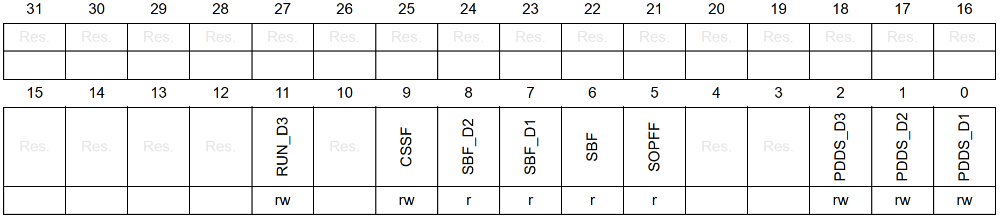 31 30 29 28 27 26 25 24 23 22 21 20 19 18 17 16
Res. Res. Res. Res. Res. Res. Res. Res. Res. Res. Res. Res. Res. Res. Res. Res.
15 14 13 12 11 10 9 8 7 6 5 4 3 2 1 0
Res. Res. Res. Res. RUN_D3 Res. CSSF SBF_D2 SBF_D1 SBF SOPFF Res. Res. PDDS_D3 PDDS_D2 PDDS_D1
rw rw r r r r rw rw rw